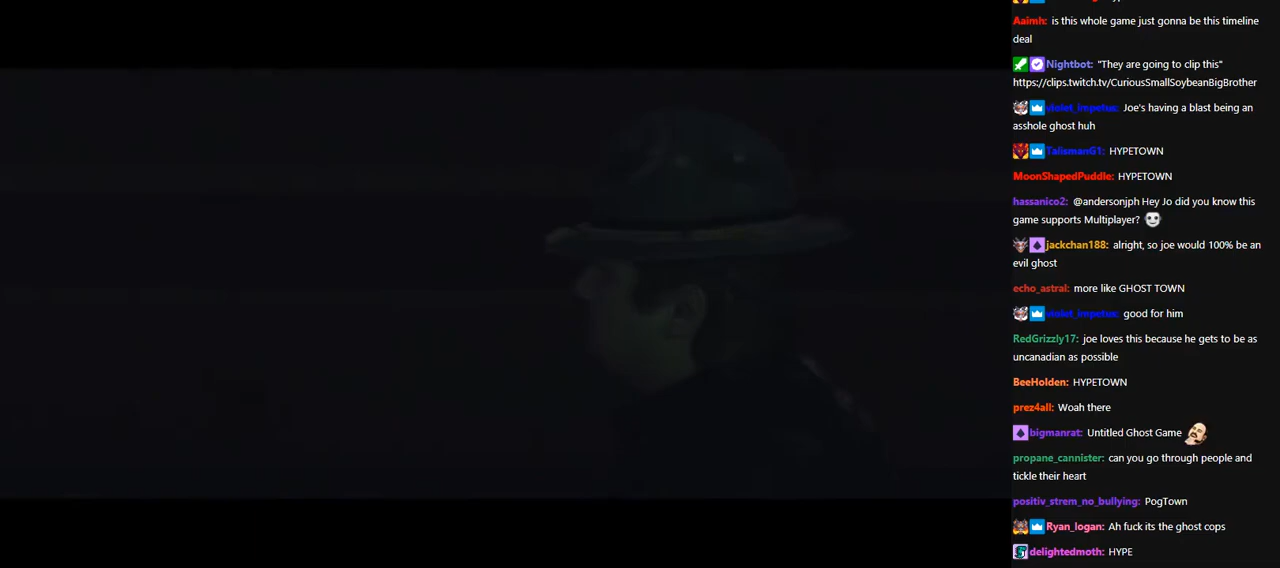 Aaimh: is this whole game just gonna be this timeline
deal
Nightbot: "They are going to clip this"
https://clips.twitch.tv/CuriousSmallSoybeanBigBrother
violet_impetus: Joe's having a blast being an
asshole ghost huh
TalismanG1: HYPETOWN
MoonShapedPuddle: HYPETOWN
hassanico2: @andersonjph Hey Jo did you know this
game supports Multiplayer?
jackchan188: alright, so joe would 100% be an
evil ghost
echo_astral: more like GHOST TOWN
violet_impetus: good for him
RedGrizzly17: joe loves this because he gets to be as
uncanadian as possible
BeeHolden: HYPETOWN
prez4all: Woah there
bigmanrat: Untitled Ghost Game
propane_cannister: can you go through people and
tickle their heart
positiv_strem_no_bullying: PogTown
Ryan_logan: Ah fuck its the ghost cops
delightedmoth: HYPE